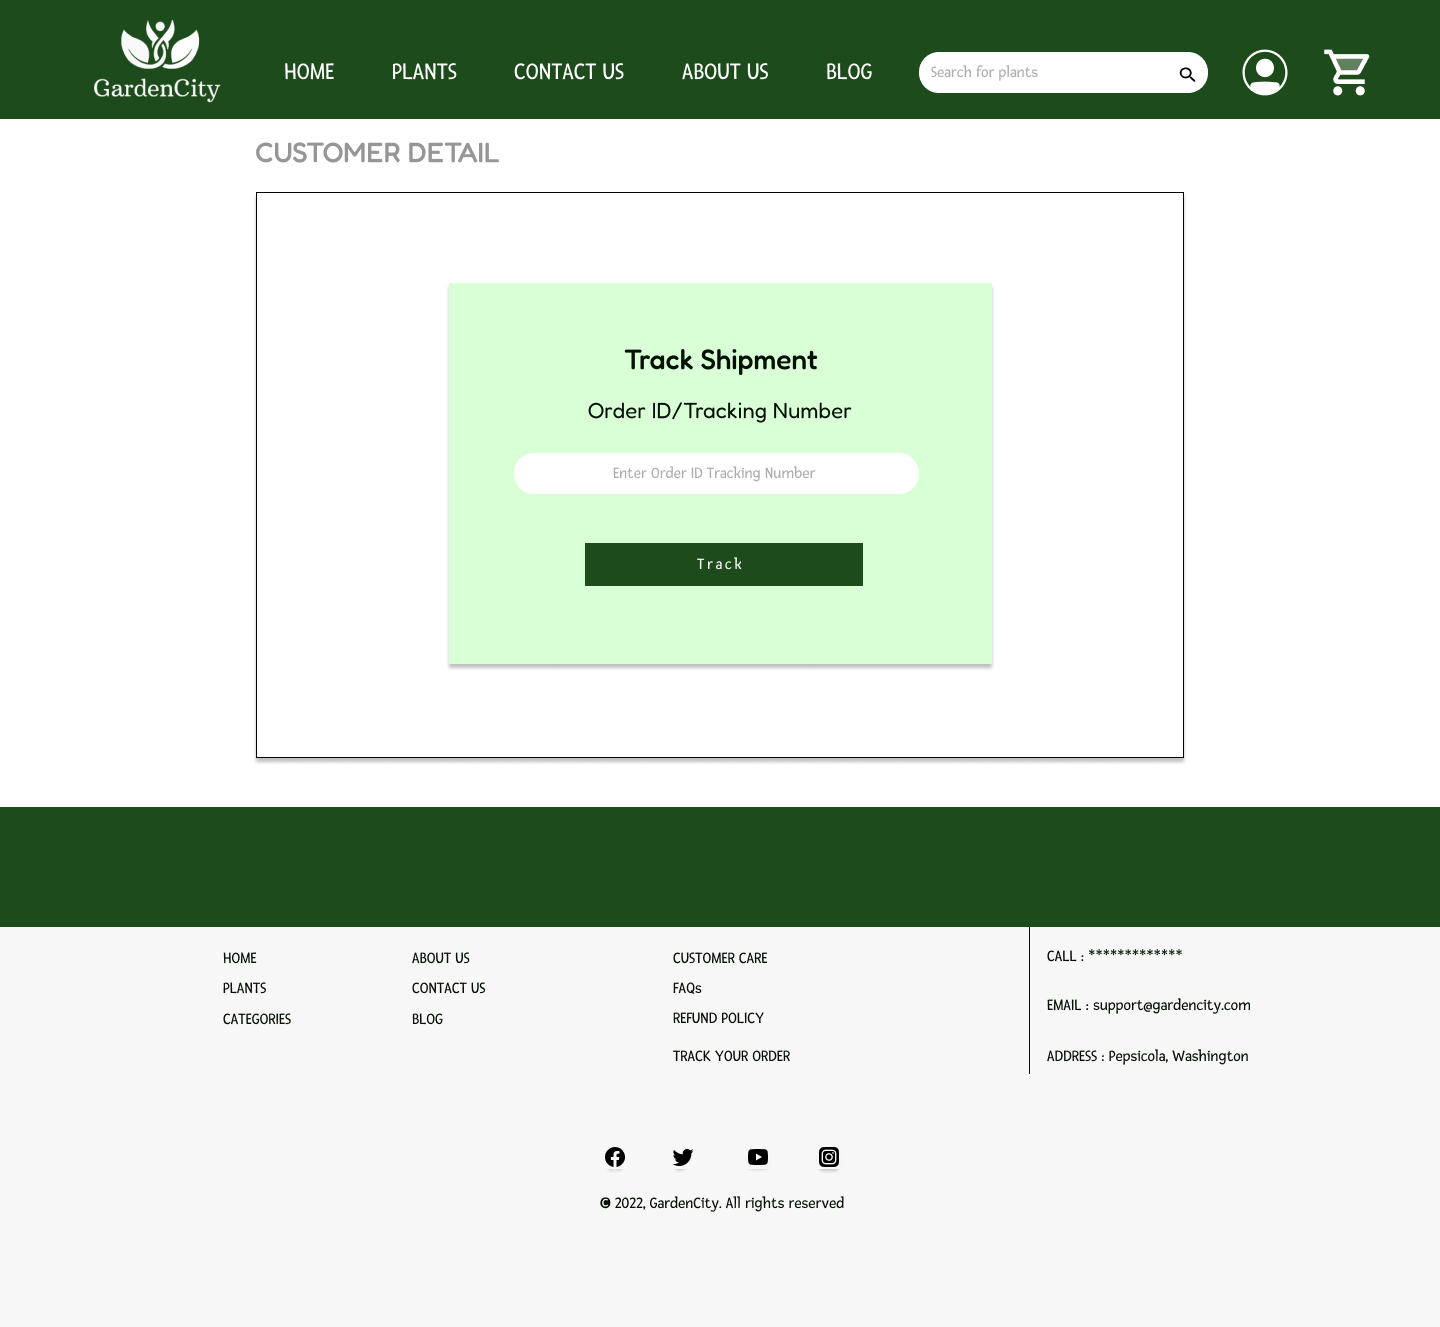 GardenCity
HOME
PLANTS
CONTACT US
ABOUT US
BLOG
Search for plants
CUSTOMER DETAIL
Track Shipment
Order ID/Tracking Number
Enter Order ID Tracking Number
Track
HOME
PLANTS
CATEGORIES
ABOUT US
CONTACT US
BLOG
CUSTOMER CARE
FAQs
REFUND POLICY
TRACK YOUR ORDER
CALL : *************
EMAIL : support@gardencity.com
ADDRESS : Pepsicola, Washington
© 2022, GardenCity. All rights reserved